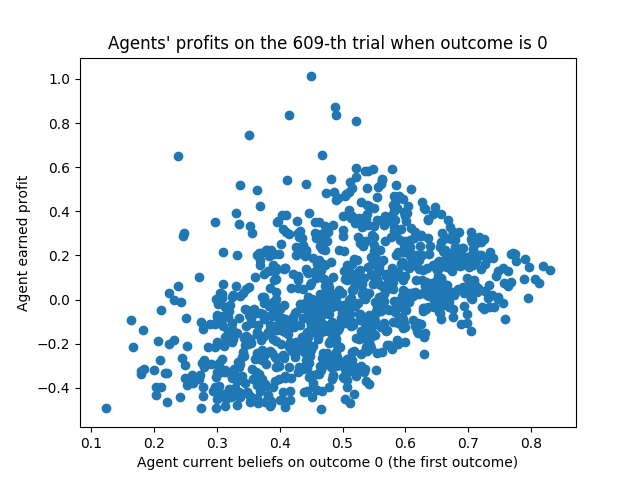 Agents' profits on the 609-th trial when outcome is 0
1.0
0.8
0.6
0.4
0.2
0.0
−0.2
−0.4
Agent earned profit
0.1 0.2 0.3 0.4 0.5 0.6 0.7 0.8
Agent current beliefs on outcome 0 (the first outcome)